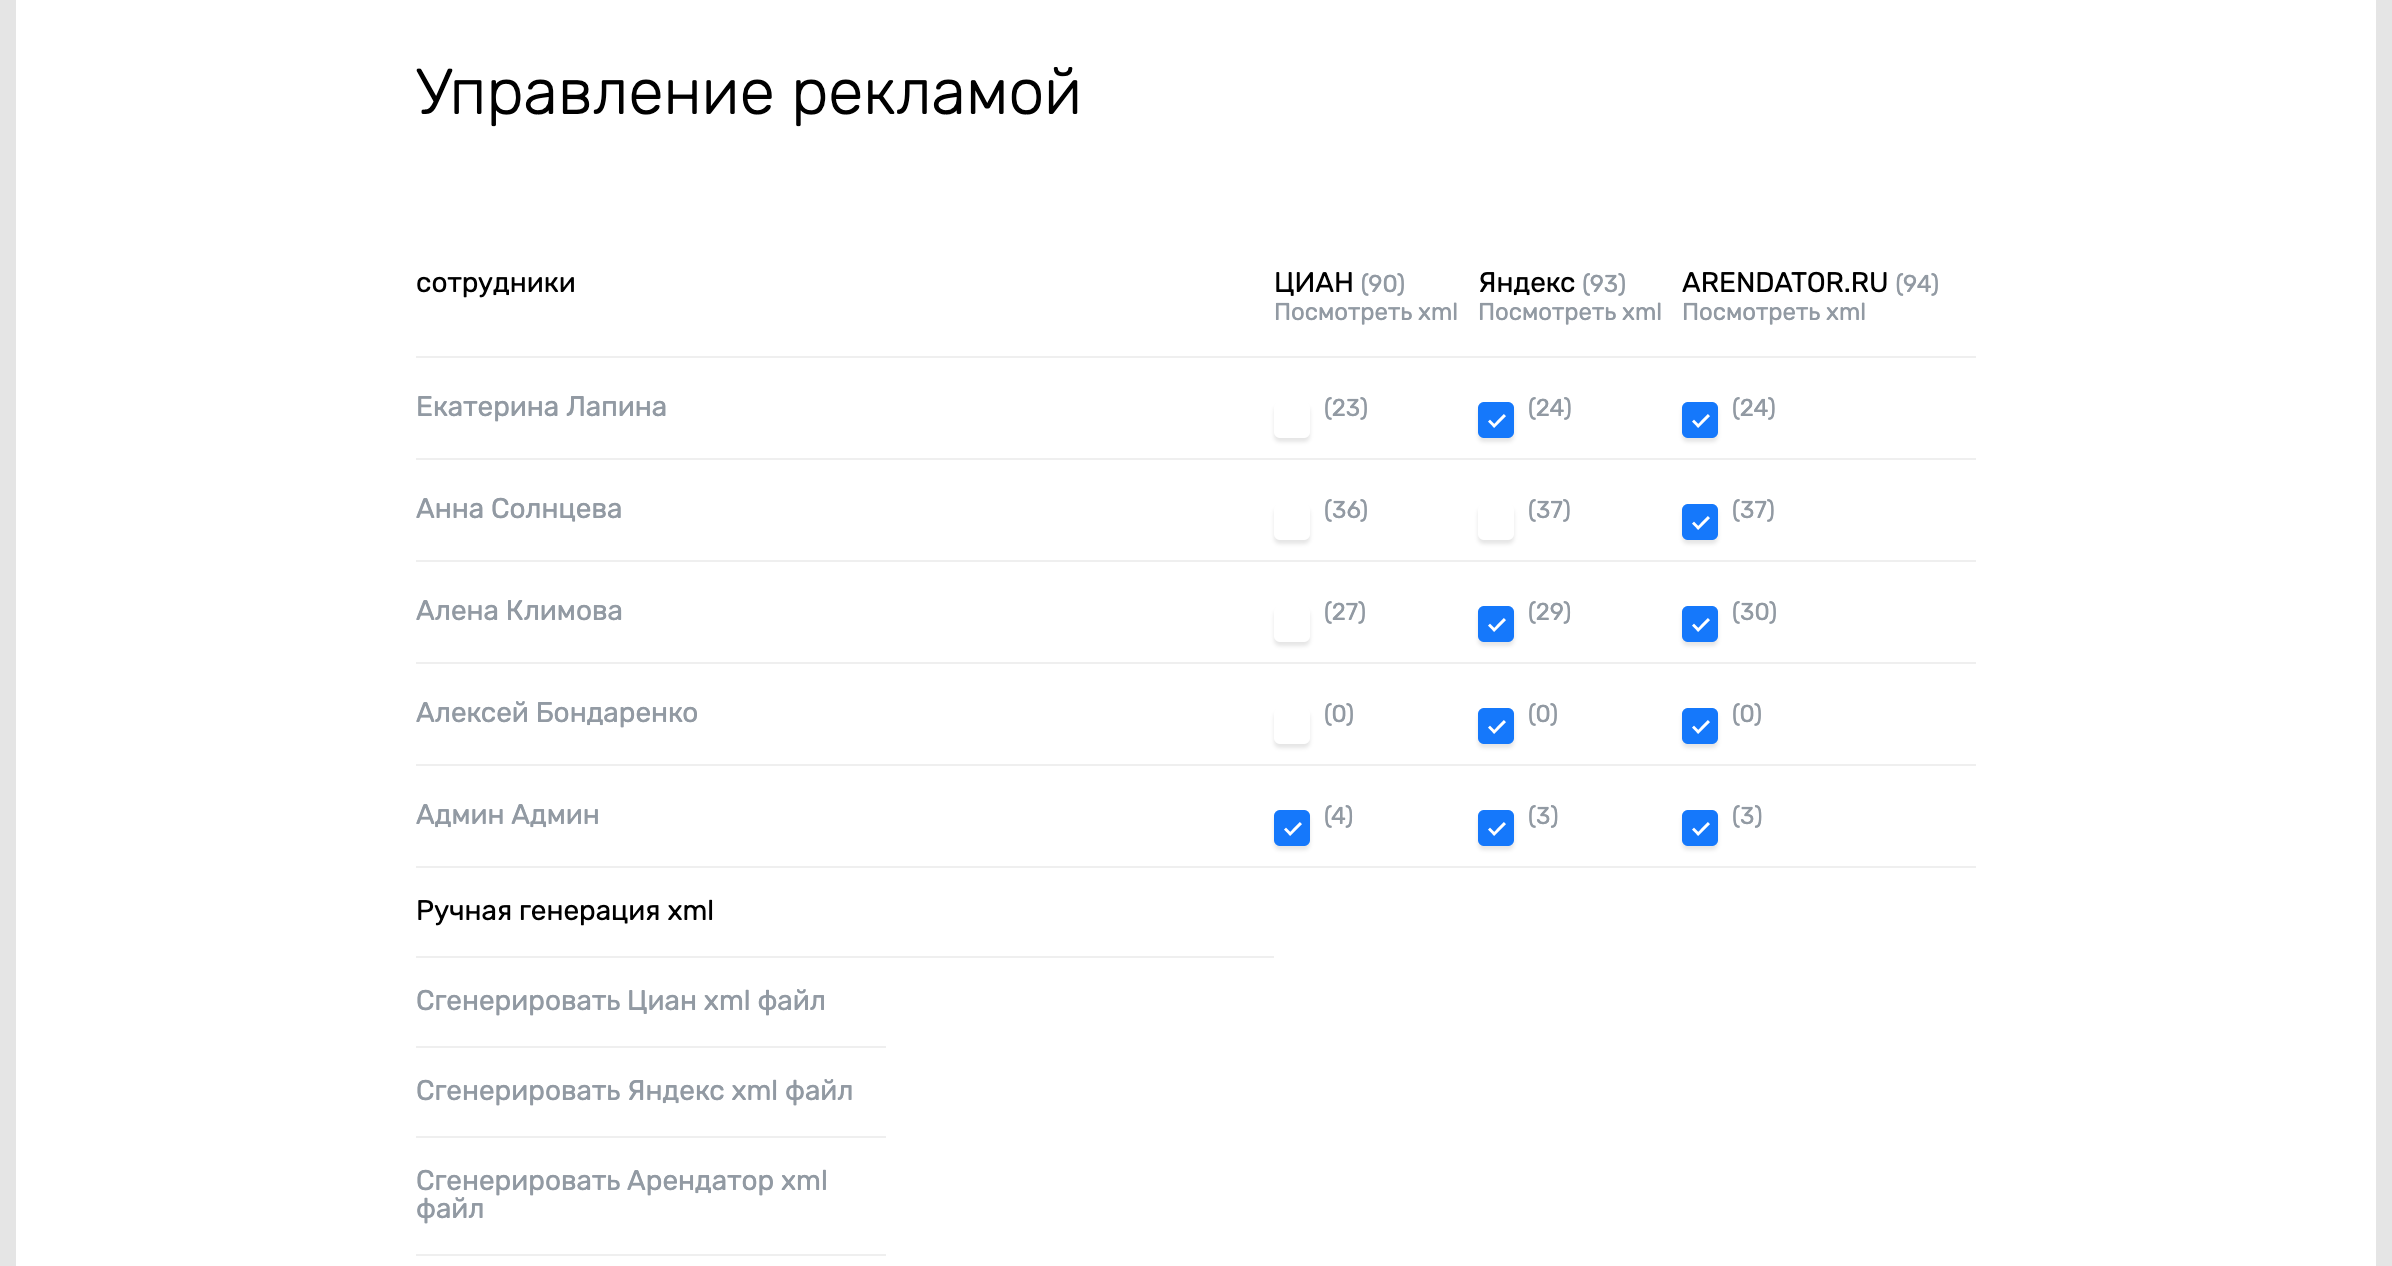 Управление рекламой
сотрудники ЦИАН (90) Яндекс (93) ARENDATOR.RU (94)
Посмотреть xml Посмотреть xml Посмотреть xml
Екатерина Лапина (23) (24) (24)
Анна Солнцева (36) (37) (37)
Алена Климова (27) (29) (30)
Алексей Бондаренко (0) (0) (0)
Админ Админ (4) (3) (3)
Ручная генерация xml
Сгенерировать Циан xml файл
Сгенерировать Яндекс xml файл
Сгенерировать Арендатор xml
файл